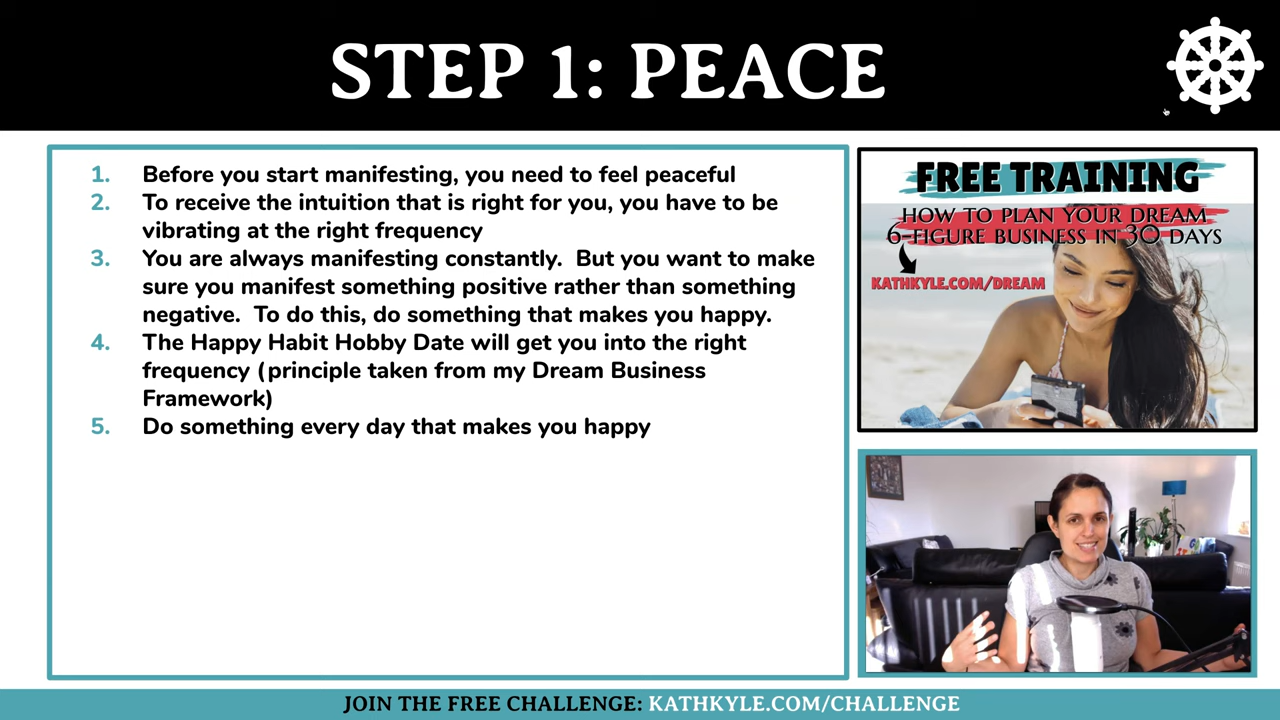 STEP 1: PEACE
1. Before you start manifesting, you need to feel peaceful
2. To receive the intuition that is right for you, you have to be
vibrating at the right frequency
3. You are always manifesting constantly.  But you want to make
sure you manifest something positive rather than something
negative.  To do this, do something that makes you happy.
4. The Happy Habit Hobby Date will get you into the right
frequency (principle taken from my Dream Business
Framework)
5. Do something every day that makes you happy
FREE TRAINING
HOW TO PLAN YOUR DREAM
6-FIGURE BUSINESS IN 30 DAYS
KATHKYLE.COM/DREAM
JOIN THE FREE CHALLENGE: KATHKYLE.COM/CHALLENGE